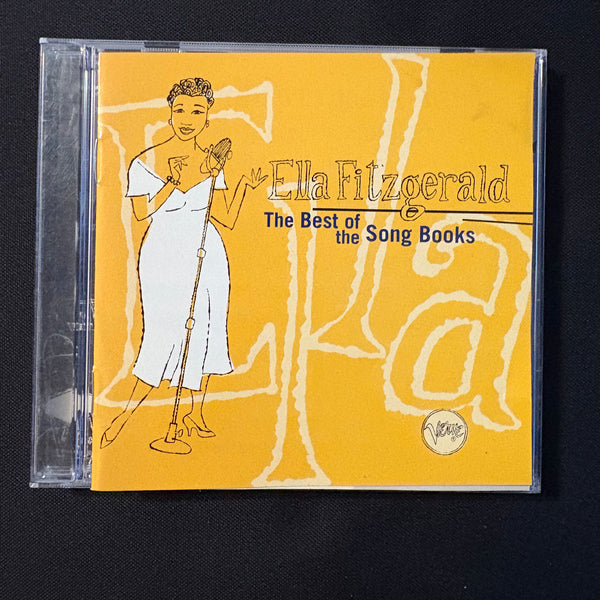 Ella
Ella Fitzgerald
The Best of
the Song Books
Verve